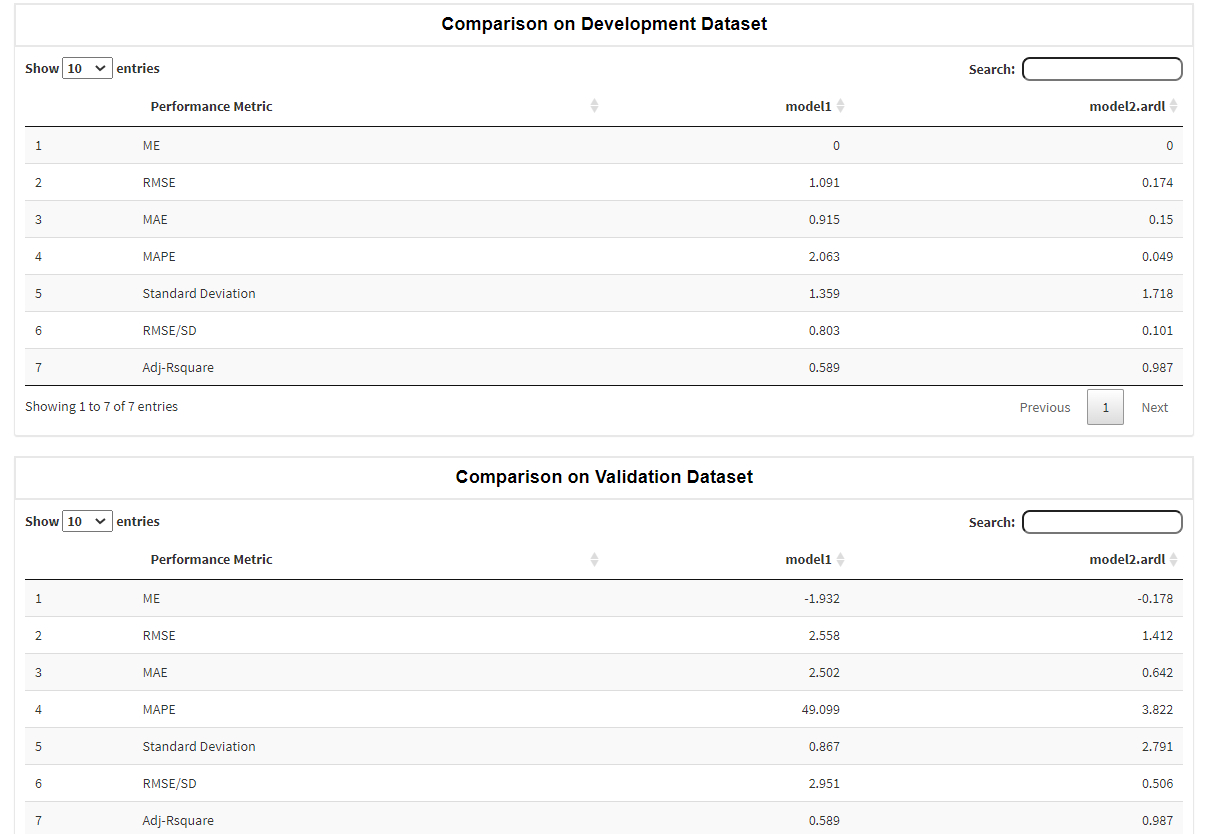 Comparison on Development Dataset
Show 10 entries Search:
Performance Metric model1 model2.ardl
1 ME 0 0
2 RMSE 1.091 0.174
3 MAE 0.915 0.15
4 MAPE 2.063 0.049
5 Standard Deviation 1.359 1.718
6 RMSE/SD 0.803 0.101
7 Adj-Rsquare 0.589 0.987
Showing 1 to 7 of 7 entries Previous 1 Next
Comparison on Validation Dataset
Show 10 entries Search:
Performance Metric model1 model2.ardl
1 ME -1.932 -0.178
2 RMSE 2.558 1.412
3 MAE 2.502 0.642
4 MAPE 49.099 3.822
5 Standard Deviation 0.867 2.791
6 RMSE/SD 2.951 0.506
7 Adj-Rsquare 0.589 0.987